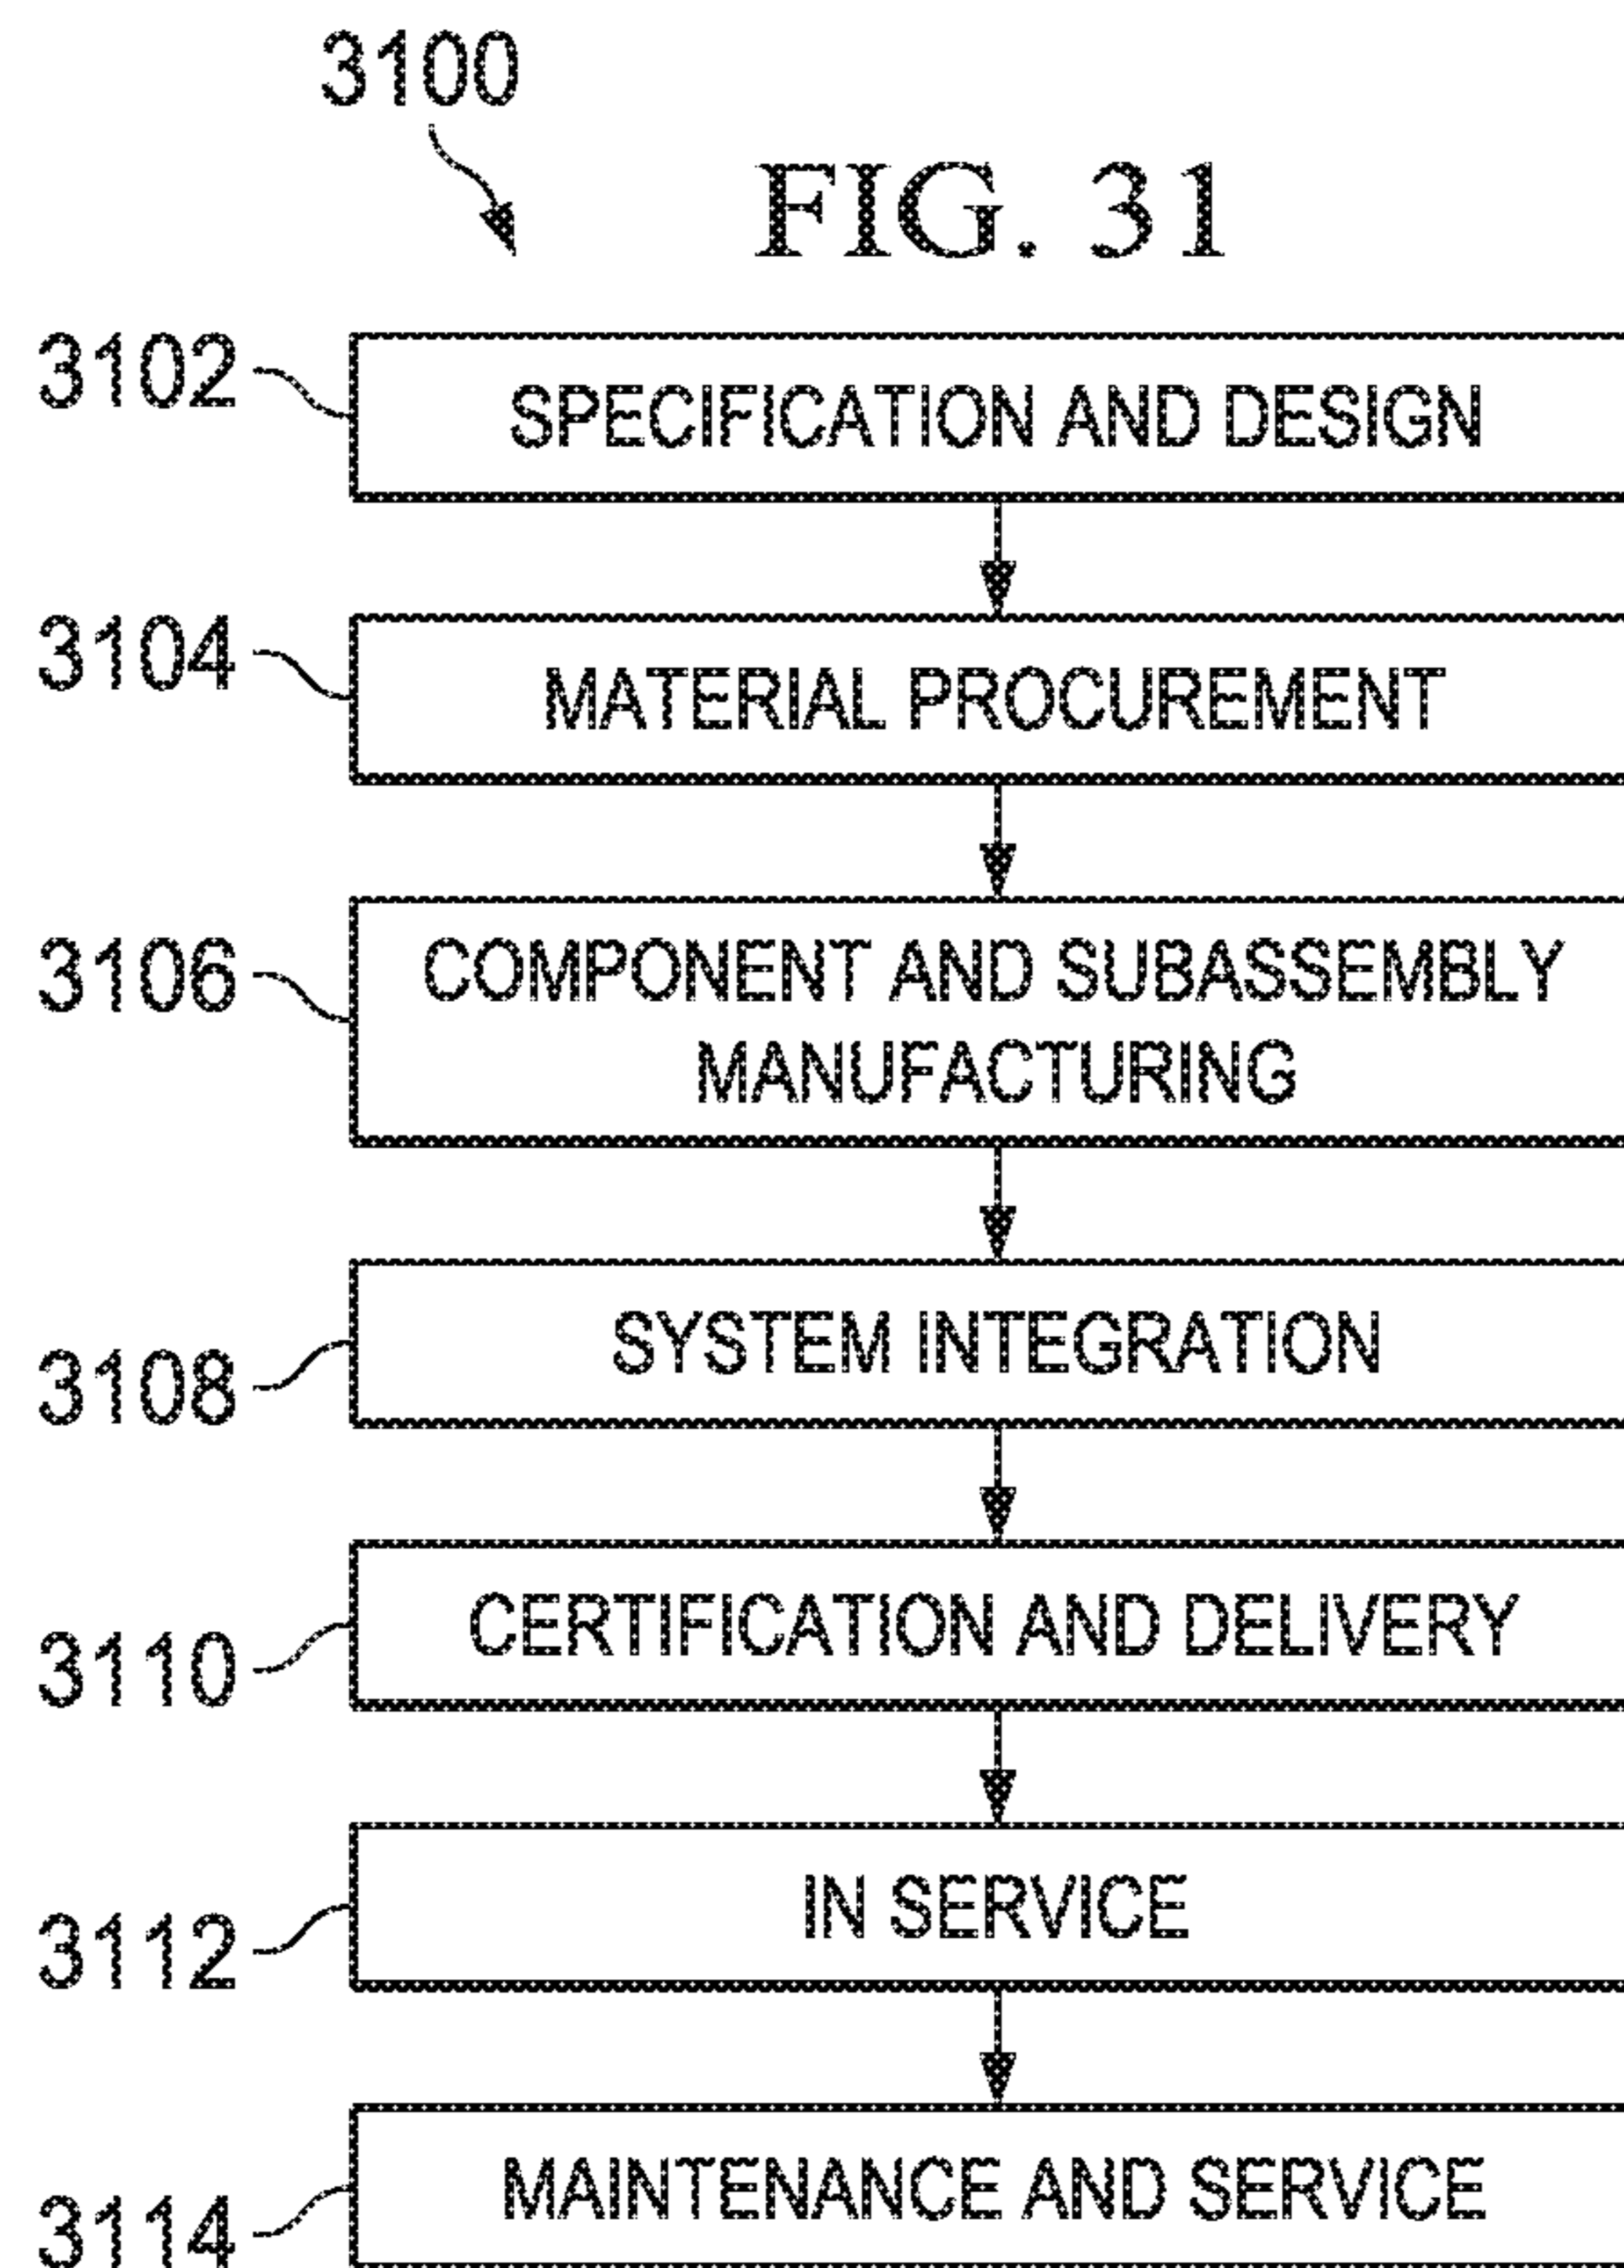 3100
FIG. 31
3102
SPECIFICATION AND DESIGN
3104
MATERIAL PROCUREMENT
3106
COMPONENT AND SUBASSEMBLY
MANUFACTURING
3108
SYSTEM INTEGRATION
3110
CERTIFICATION AND DELIVERY
3112
IN SERVICE
3114
MAINTENANCE AND SERVICE